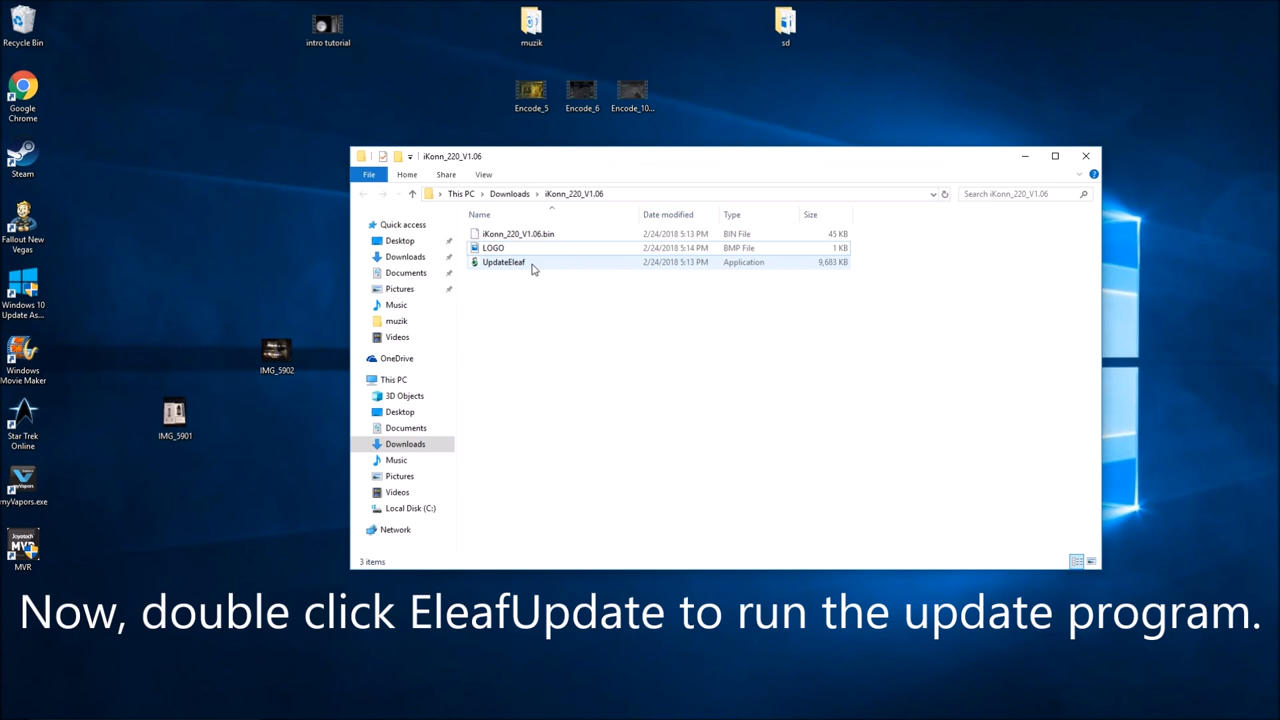 Recycle Bin
intro tutorial
muzik
sd
Google
Chrome
Encode_5
Encode_6
Encode_10...
Steam
Fallout New
Vegas
Windows 10
Update As...
Windows
Movie Maker
Star Trek
Online
myVapors.exe
Joyetech
MVR
MVR
IMG_5902
IMG_5901
iKonn_220_V1.06
File
Home
Share
View
This PC
Downloads
iKonn_220_V1.06
Search iKonn_220_V1.06
Name
Date modified
Type
Size
iKonn_220_V1.06.bin
2/24/2018 5:13 PM
BIN File
45 KB
LOGO
2/24/2018 5:14 PM
BMP File
1 KB
UpdateEleaf
2/24/2018 5:13 PM
Application
9,683 KB
Quick access
Desktop
Downloads
Documents
Pictures
Music
muzik
Videos
OneDrive
This PC
3D Objects
Desktop
Documents
Downloads
Music
Pictures
Videos
Local Disk (C:)
Network
3 items
Now, double click EleafUpdate to run the update program.